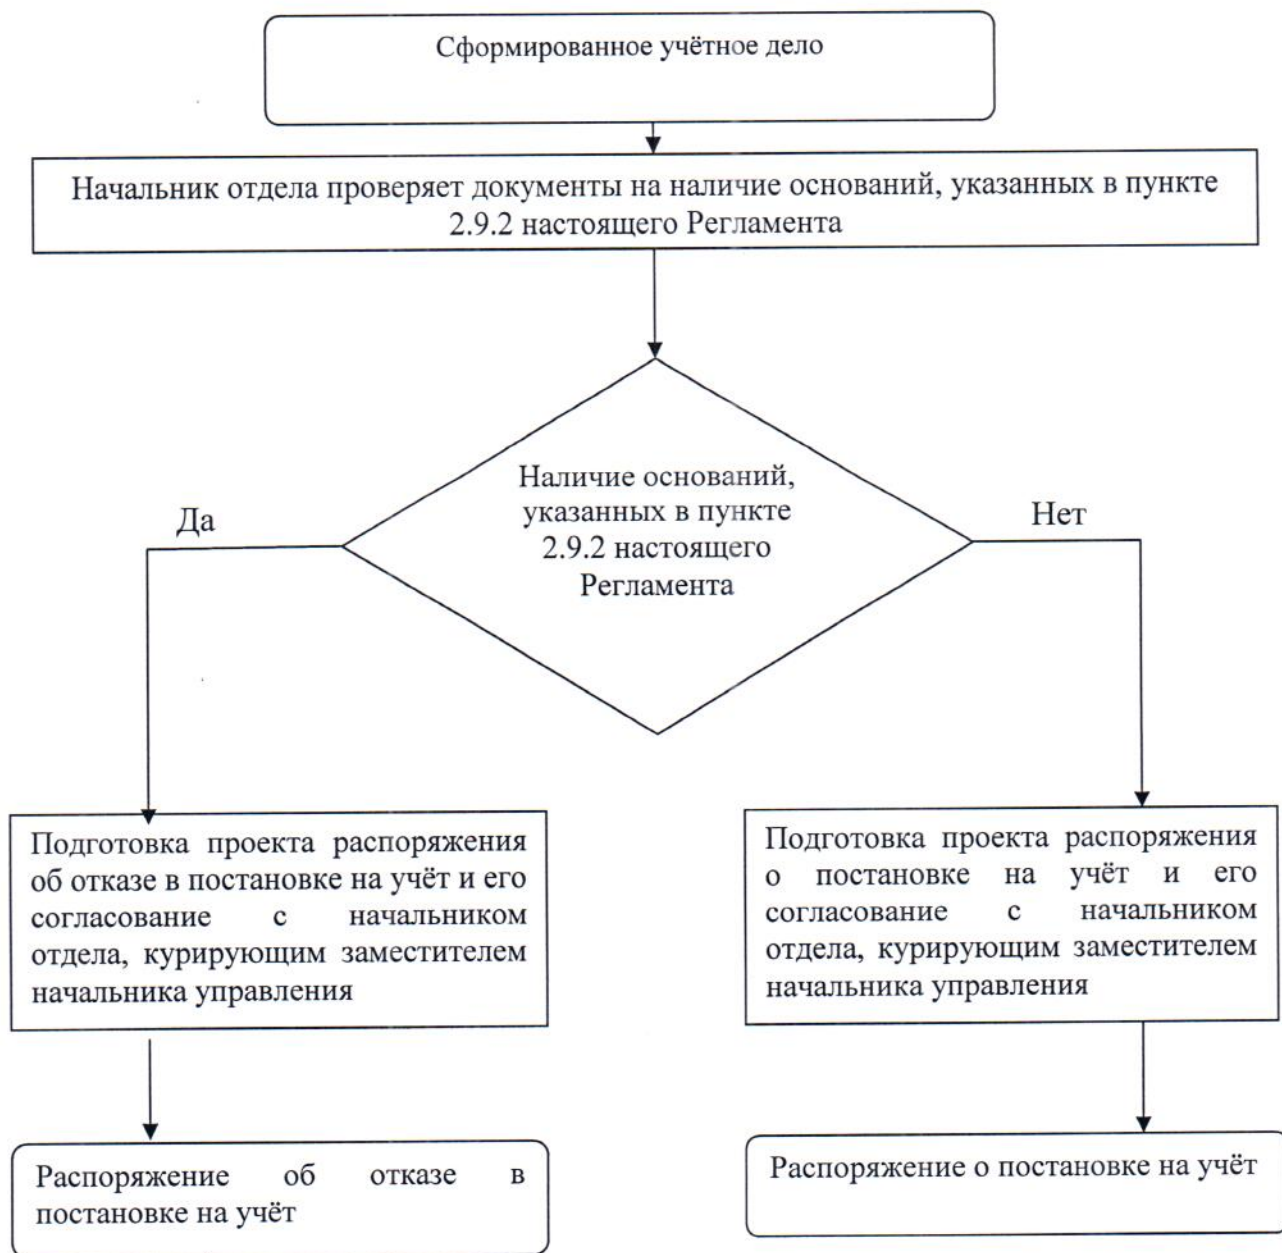 Сформированное учётное дело
Начальник отдела проверяет документы на наличие оснований, указанных в пункте
2.9.2 настоящего Регламента
Наличие оснований,
указанных в пункте
2.9.2 настоящего
Регламента
Да
Нет
Подготовка проекта распоряжения
об отказе в постановке на учёт и его
согласование с начальником
отдела, курирующим заместителем
начальника управления
Подготовка проекта распоряжения
о постановке на учёт и его
согласование с начальником
отдела, курирующим заместителем
начальника управления
Распоряжение об отказе в
постановке на учёт
Распоряжение о постановке на учёт